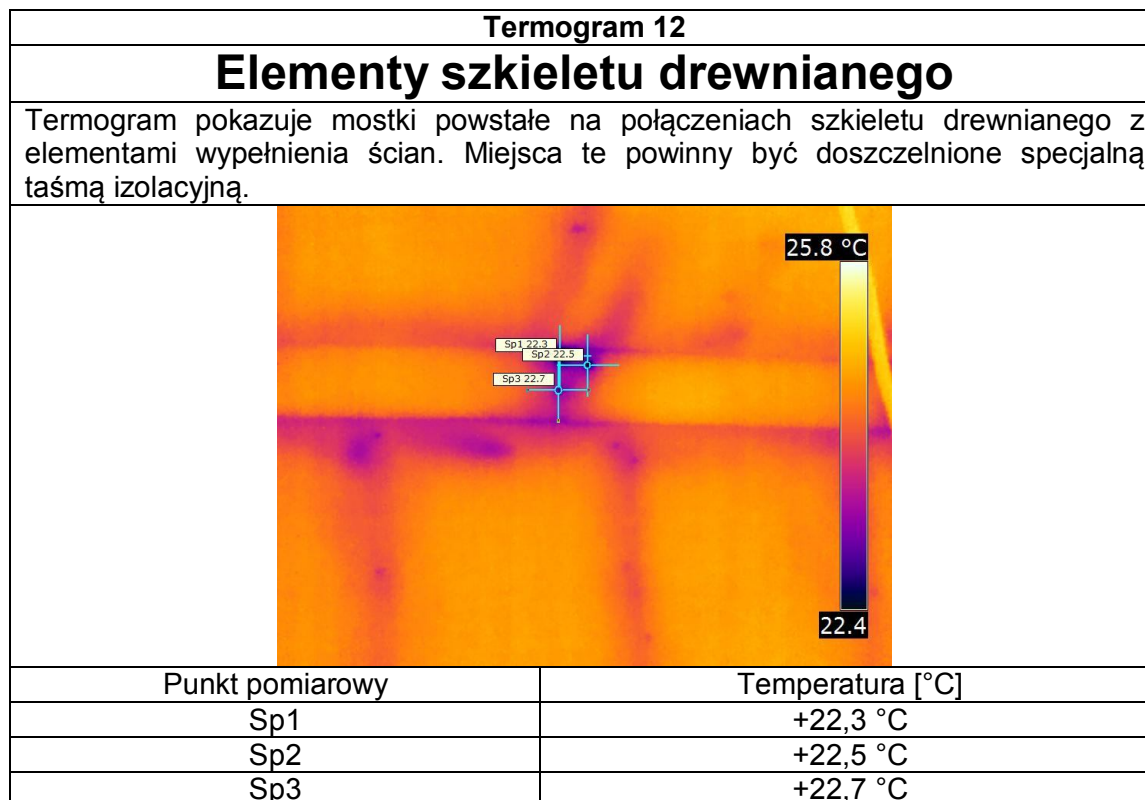 Termogram 12
Elementy szkieletu drewnianego
Termogram pokazuje mostki powstałe na połączeniach szkieletu drewnianego z
elementami wypełnienia ścian. Miejsca te powinny być doszczelnione specjalną
taśmą izolacyjną.
25.8 °C
Sp1 22.3
Sp2 22.5
Sp3 22.7
22.4
Punkt pomiarowy Temperatura [°C]
Sp1 +22,3 °C
Sp2 +22,5 °C
Sp3 +22,7 °C